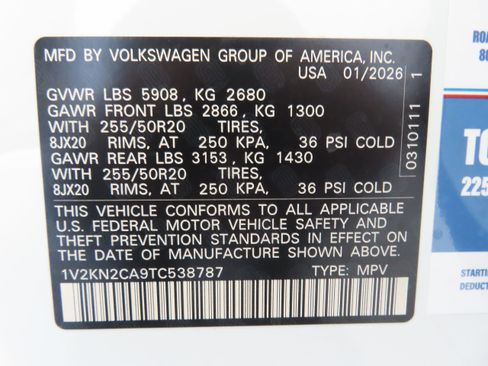 MFD BY VOLKSWAGEN GROUP OF AMERICA, INC.
USA 01/2026
GVWR LBS 5908, KG 2680
GAWR FRONT LBS 2866, KG 1300
WITH 255/50R20 TIRES,
8JX20 RIMS, AT 250 KPA, 36 PSI COLD
GAWR REAR LBS 3153, KG 1430
WITH 255/50R20 TIRES,
8JX20 RIMS, AT 250 KPA, 36 PSI COLD
THIS VEHICLE CONFORMS TO ALL APPLICABLE
U.S. FEDERAL MOTOR VEHICLE SAFETY AND
THEFT PREVENTION STANDARDS IN EFFECT ON
THE DATE OF MANUFACTURE SHOWN ABOVE.
1V2KN2CA9TC538787 TYPE: MPV
0310111 1
STARTING